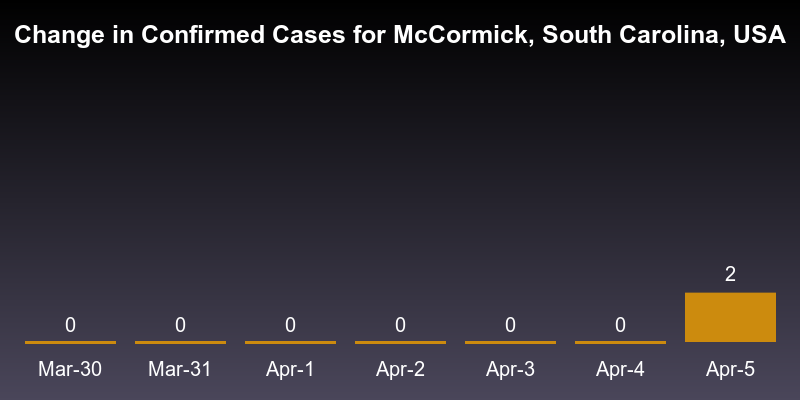 Change in Confirmed Cases for McCormick, South Carolina, USA
0 0 0 0 0 0 2
Mar-30 Mar-31 Apr-1 Apr-2 Apr-3 Apr-4 Apr-5